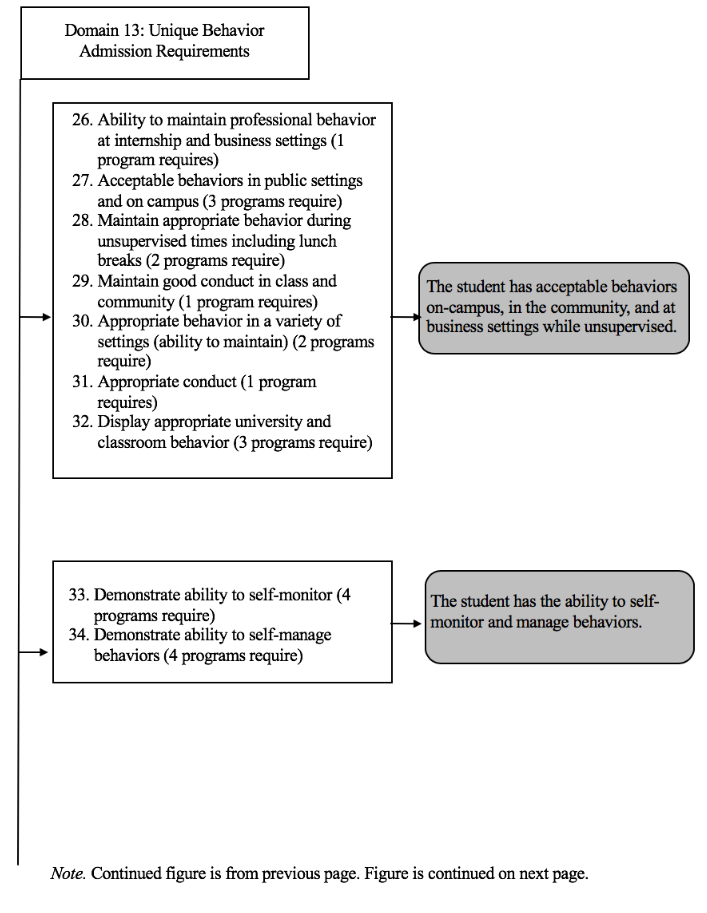 Domain 13: Unique Behavior
Admission Requirements
26. Ability to maintain professional behavior
at internship and business settings (1
program requires)
27. Acceptable behaviors in public settings
and on campus (3 programs require)
28. Maintain appropriate behavior during
unsupervised times including lunch
breaks (2 programs require)
29. Maintain good conduct in class and
community (1 program requires)
30. Appropriate behavior in a variety of
settings (ability to maintain) (2 programs
require)
31. Appropriate conduct (1 program
requires)
32. Display appropriate university and
classroom behavior (3 programs require)
The student has acceptable behaviors
on-campus, in the community, and at
business settings while unsupervised.
33. Demonstrate ability to self-monitor (4
programs require)
34. Demonstrate ability to self-manage
behaviors (4 programs require)
The student has the ability to self-
monitor and manage behaviors.
Note. Continued figure is from previous page. Figure is continued on next page.